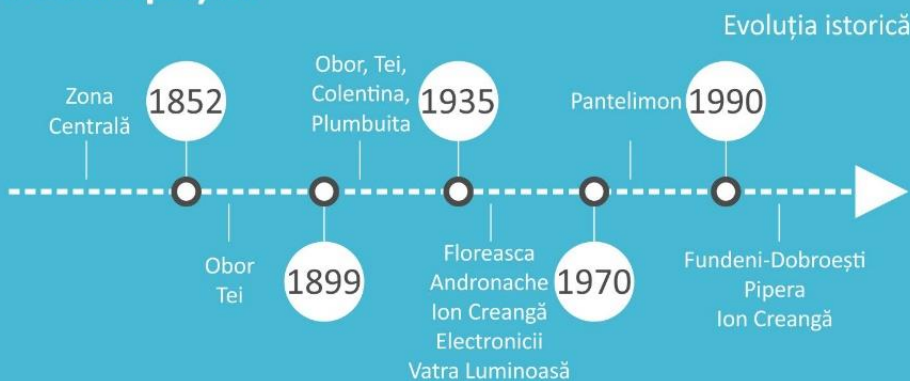 Evoluția istorică
Zona
Centrală
1852
Obor
Tei
1899
Obor, Tei,
Colentina,
Plumbuita
1935
Floreasca
Andronache
Ion Creangă
Electronicii
Vatra Luminoasă
1970
Pantelimon
1990
Fundeni-Dobroești
Pipera
Ion Creangă